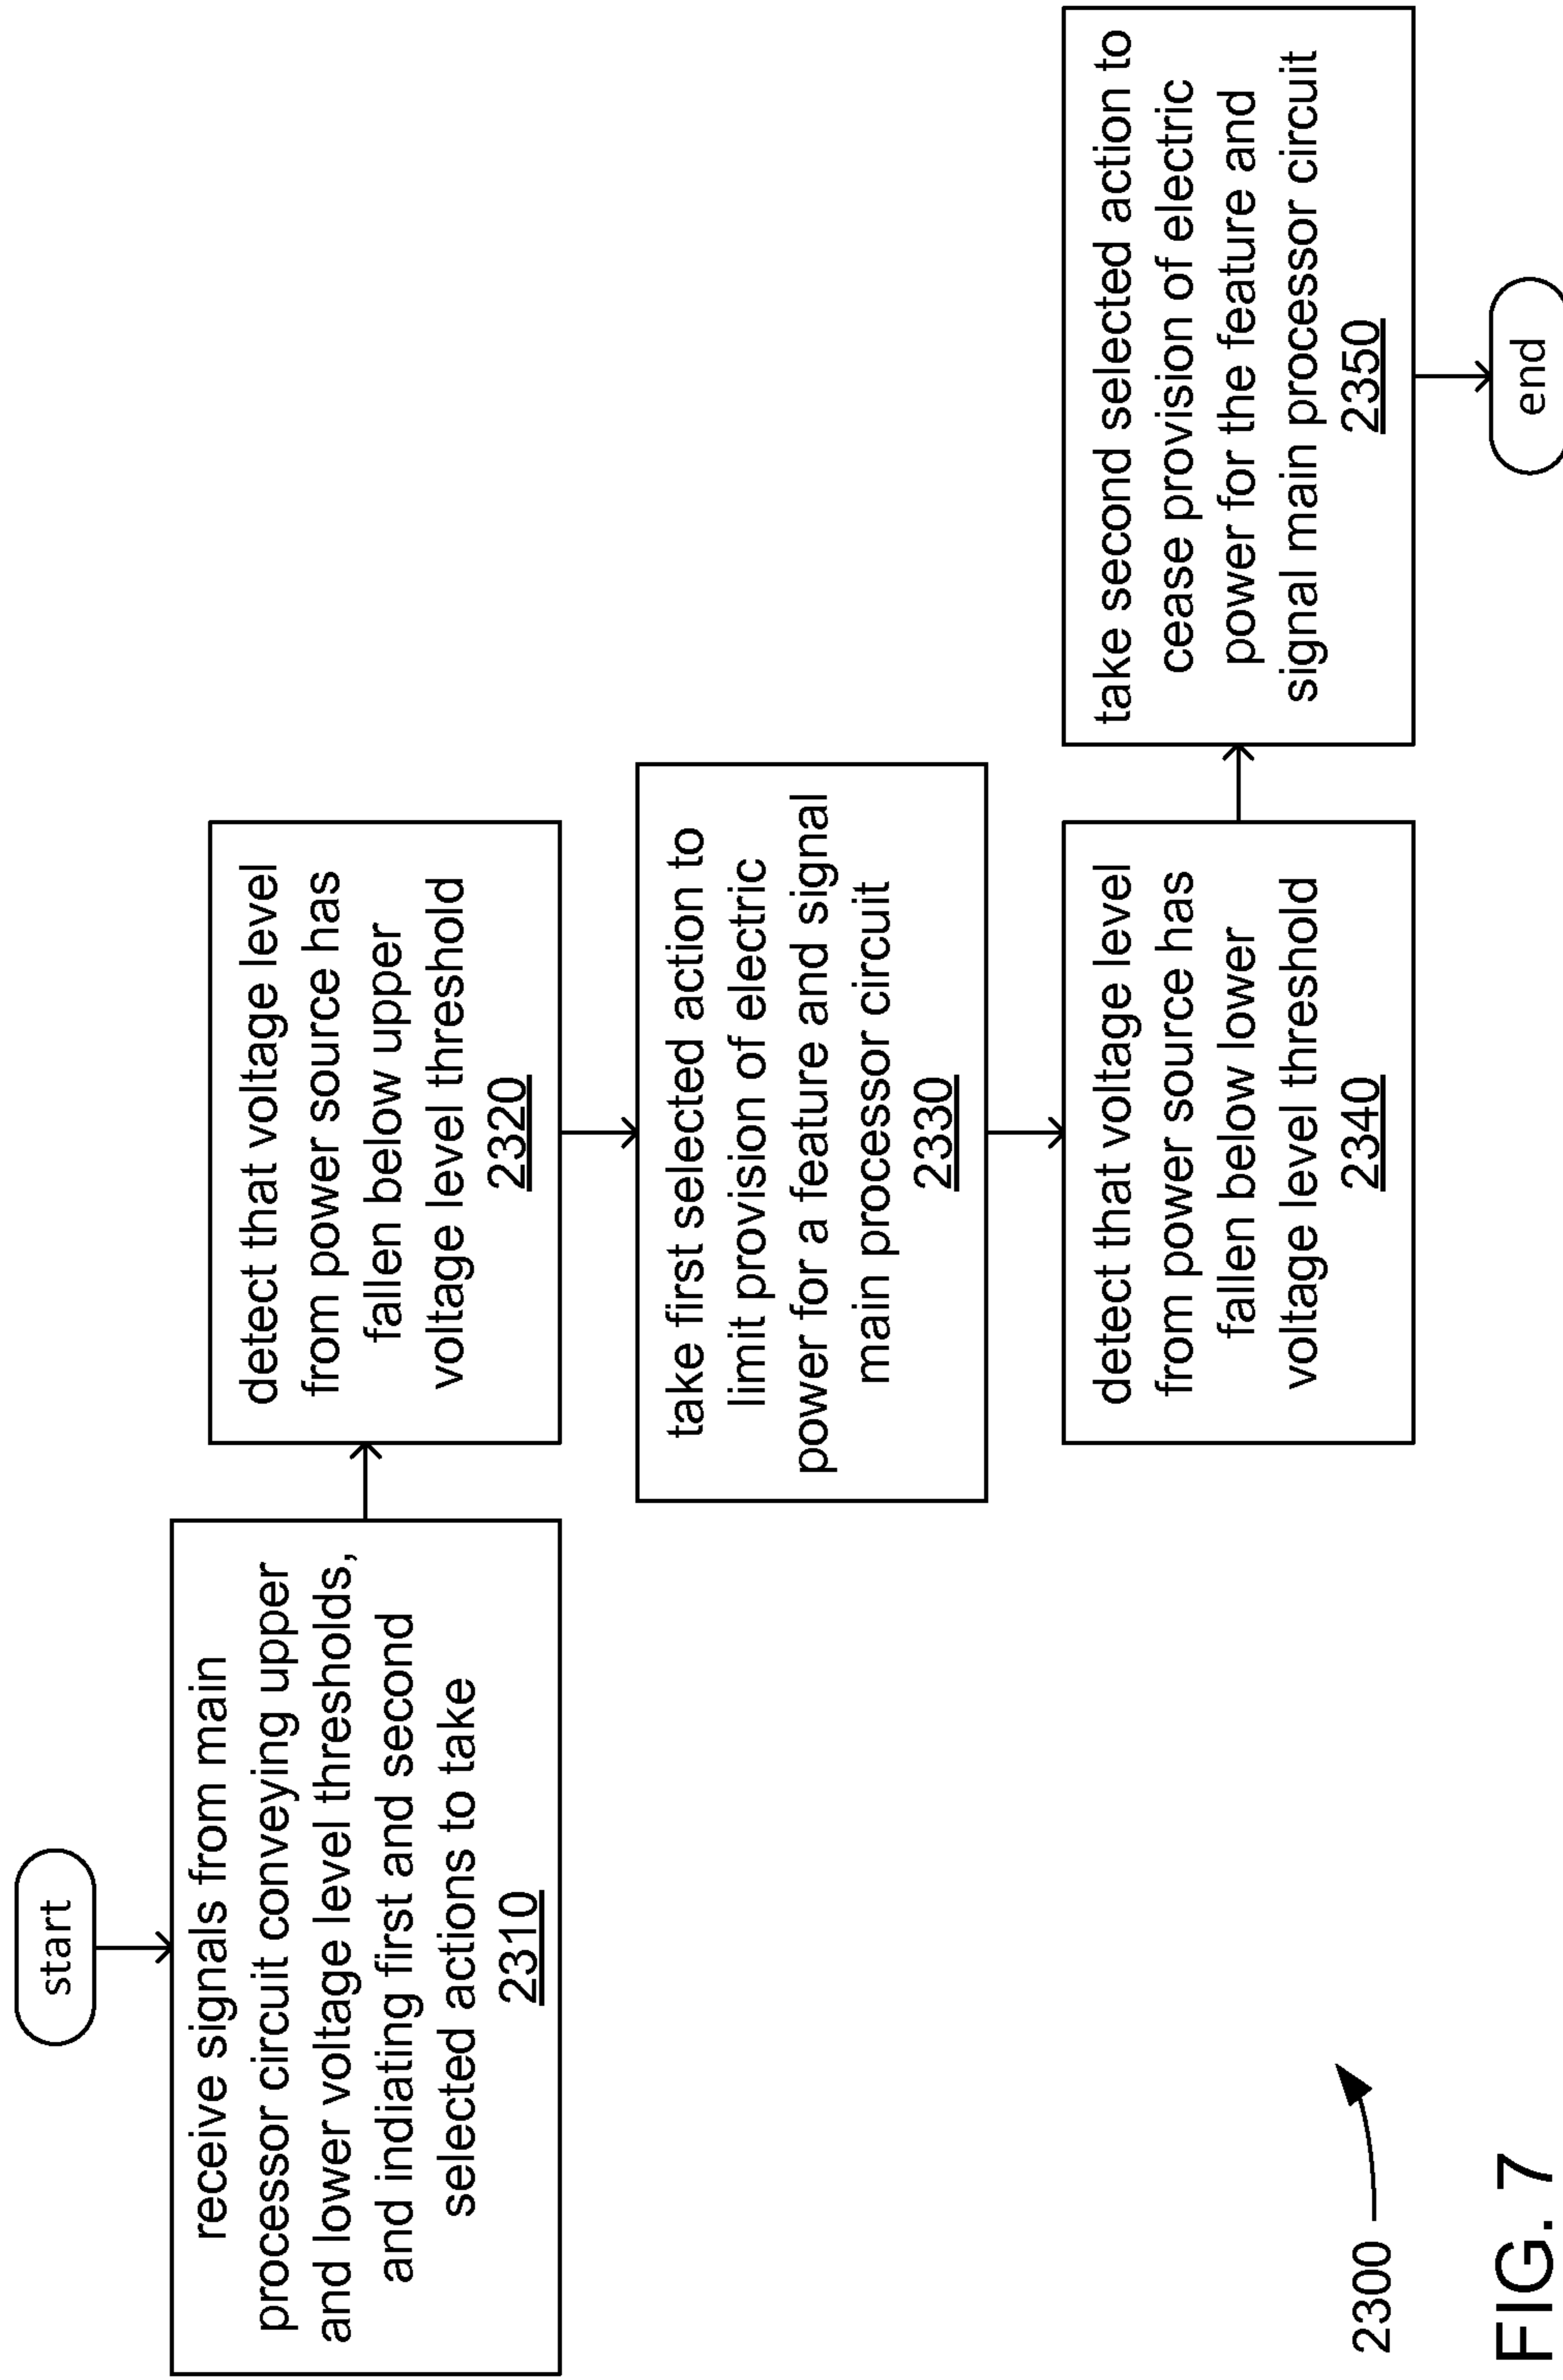 start
receive signals from main
processor circuit conveying upper
and lower voltage level thresholds,
and indiating first and second
selected actions to take
2310
detect that voltage level
from power source has
fallen below upper
voltage level threshold
2320
take first selected action to
limit provision of electric
power for a feature and signal
main processor circuit
2330
detect that voltage level
from power source has
fallen below lower
voltage level threshold
2340
take second selected action to
cease provision of electric
power for the feature and
signal main processor circuit
2350
end
2300
FIG. 7